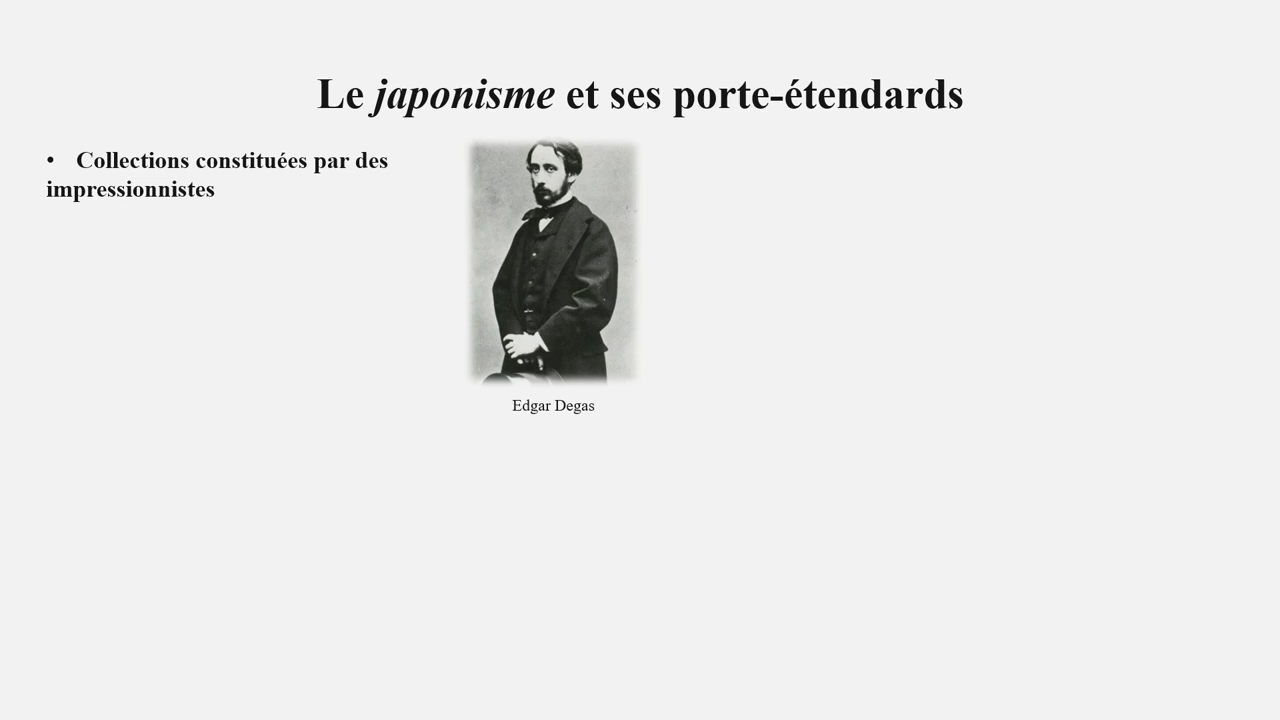 Le japonisme et ses porte-étendards
• Collections constituées par des
impressionnistes
Edgar Degas